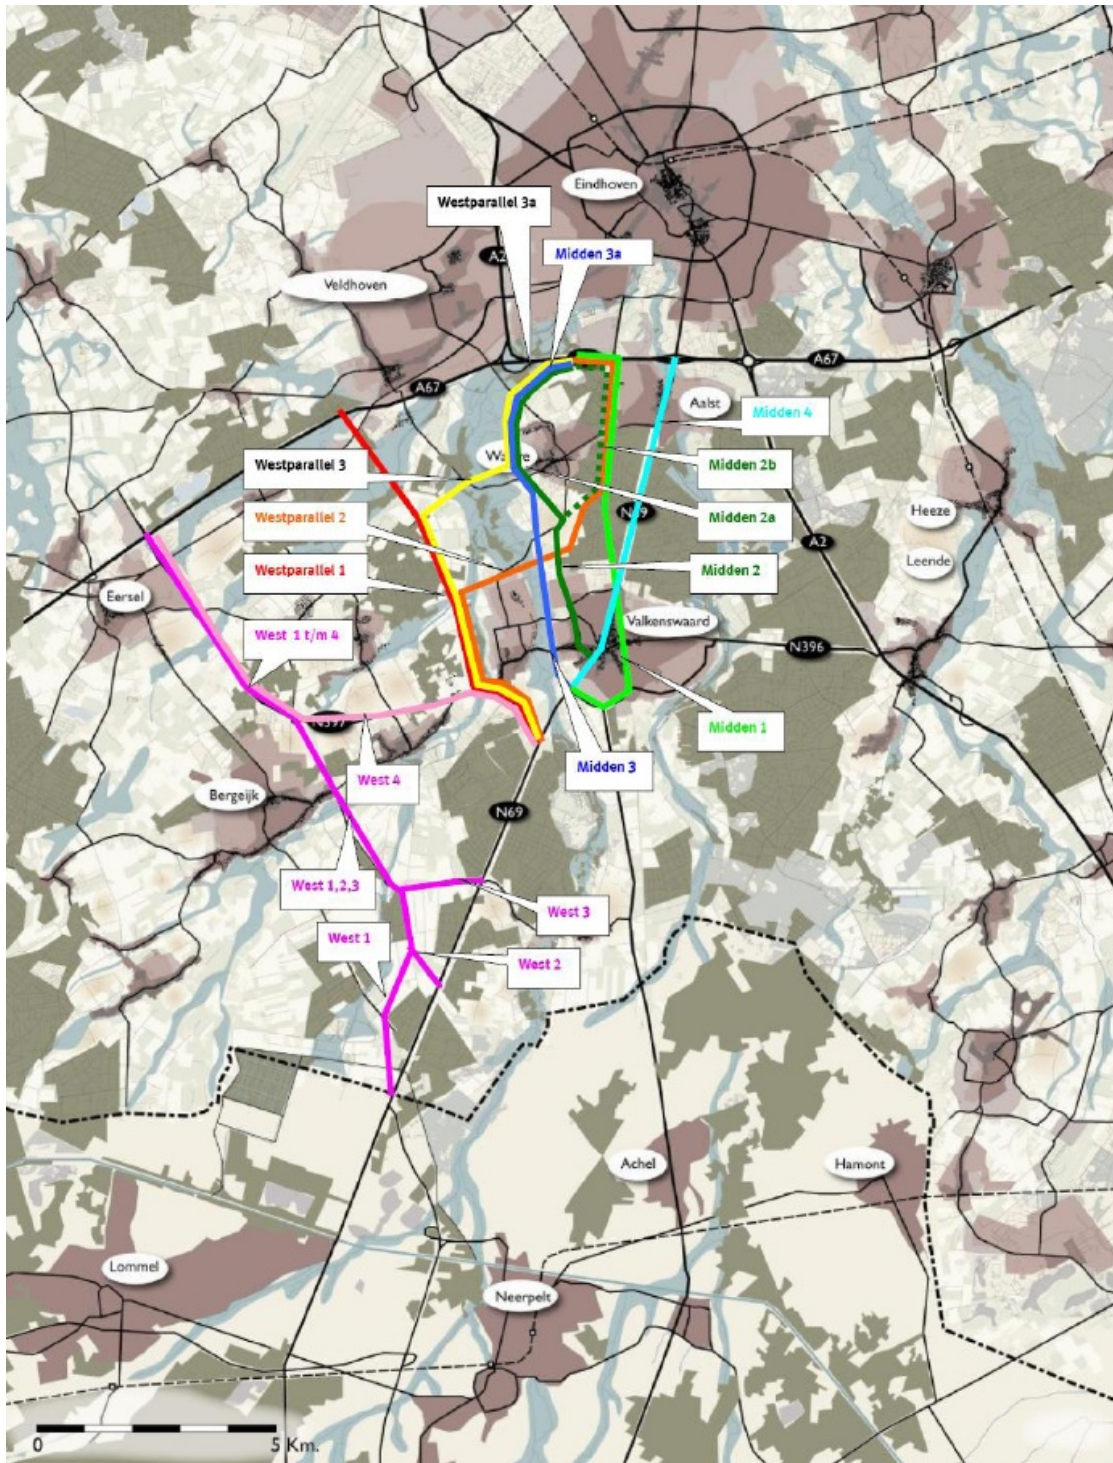 Eindhoven
Westparallel 3a
Midden 3a
A2
Veldhoven
A67
A67
Aalst
Midden 4
Westparallel 3
Midden 2b
Westparallel 2
Midden 2a
N69
Heeze
A2
Leende
Westparallel 1
Midden 2
Eersel
Valkenswaard
West 1 t/m 4
N396
N397
Midden 1
Midden 3
West 4
Bergeijk
N69
West 1,2,3
West 3
West 1
West 2
Achel
Hamont
Lommel
Neerpelt
0
5 Km.